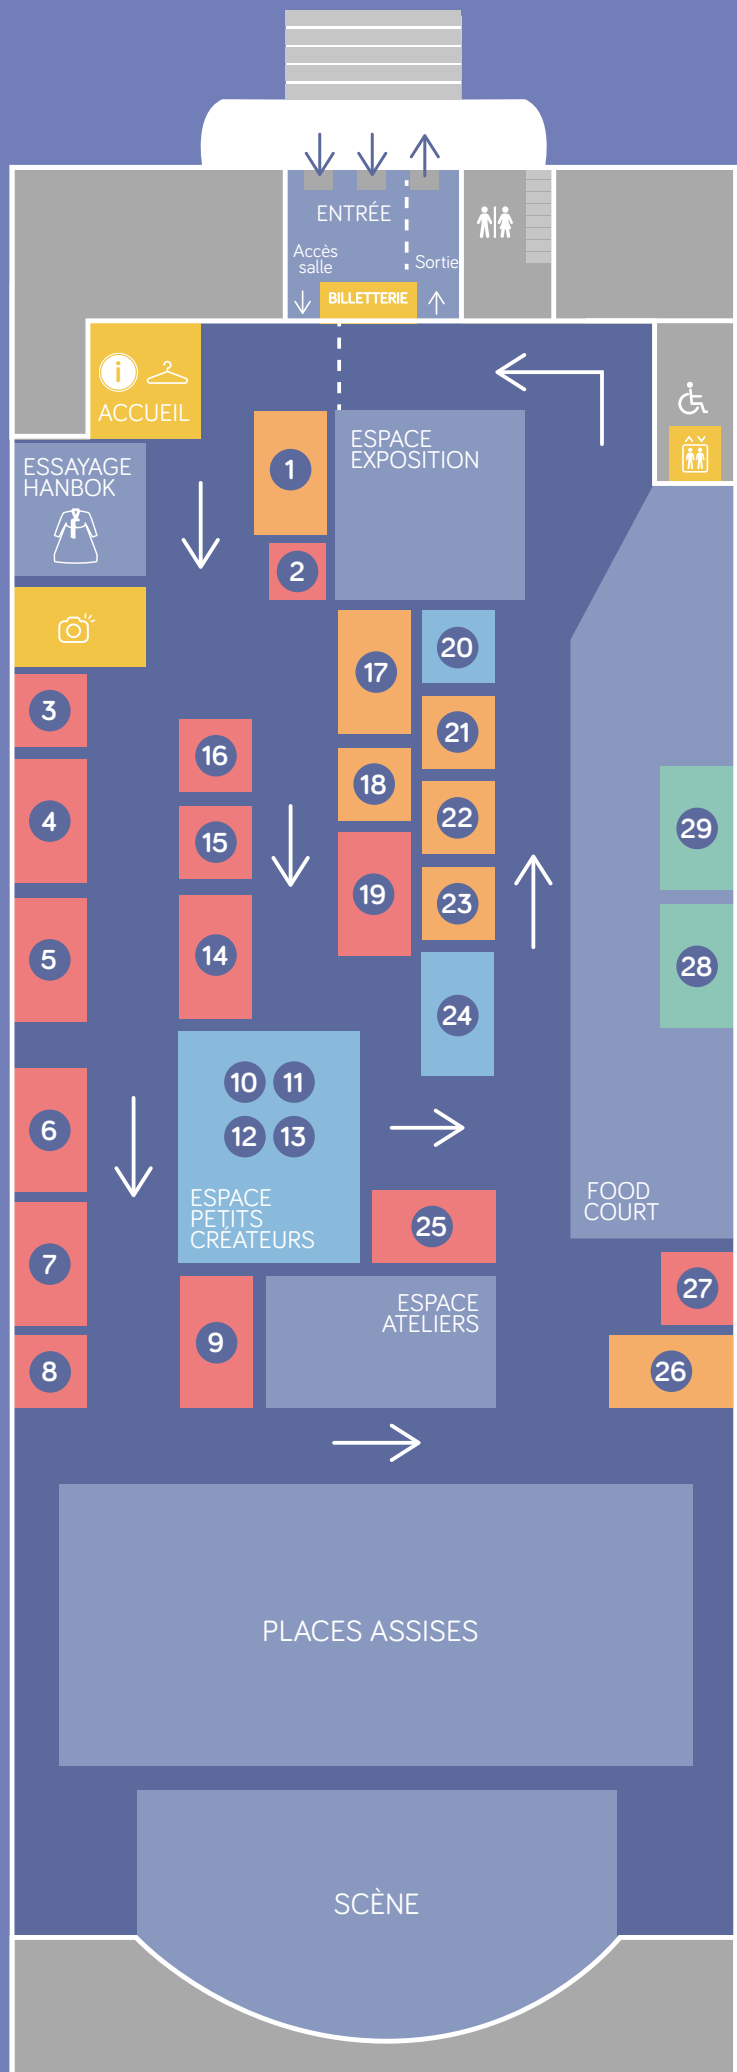 ENTRÉE
Accès
salle
Sortie
BILLETTERIE
i
ACCUEIL
ESSAYAGE
HANBOK
1
ESPACE
EXPOSITION
2
3
4
5
6
7
8
16
15
14
17
18
19
20
21
22
23
24
29
28
10 11
12 13
ESPACE
PETITS
CRÉATEURS
FOOD
COURT
25
9
ESPACE
ATELIERS
27
26
PLACES ASSISES
SCÈNE